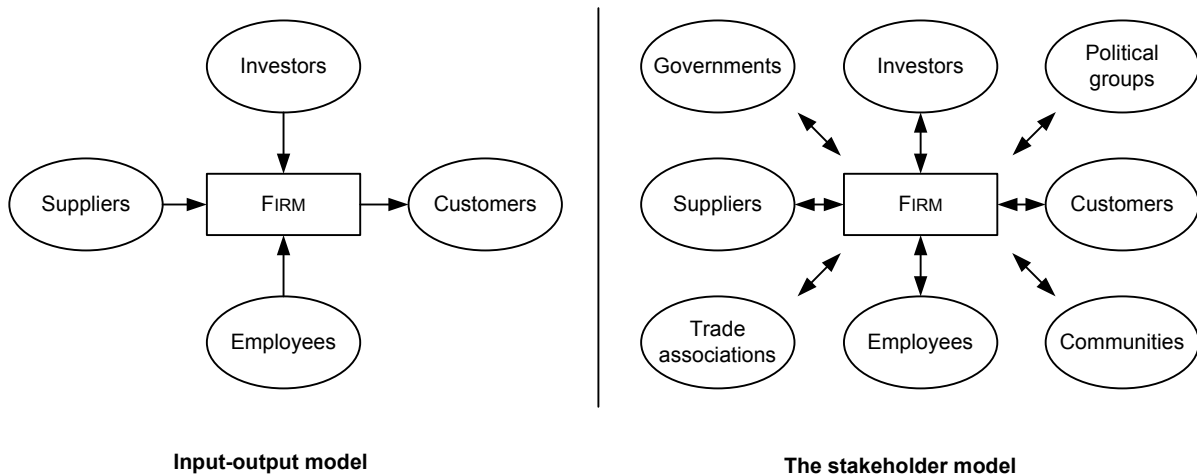 Investors
Suppliers
FIRM
Customers
Employees
Input-output model
Governments
Investors
Political
groups
Suppliers
FIRM
Customers
Trade
associations
Employees
Communities
The stakeholder model